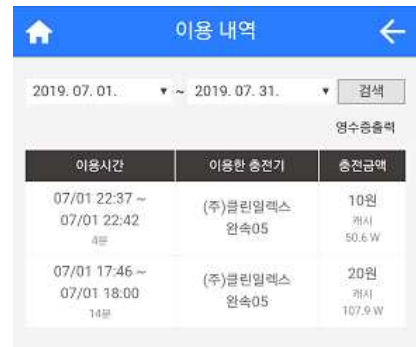 이용 내역
2019. 07. 01. ▼ ~ 2019. 07. 31. ▼ 검색
영수증출력
이용시간 이용한 충전기 충전금액
07/01 22:37 ~
07/01 22:42
4분
(주)클린일렉스
완속05
10원
캐시
50.6 W
07/01 17:46 ~
07/01 18:00
14분
(주)클린일렉스
완속05
20원
캐시
107.9 W